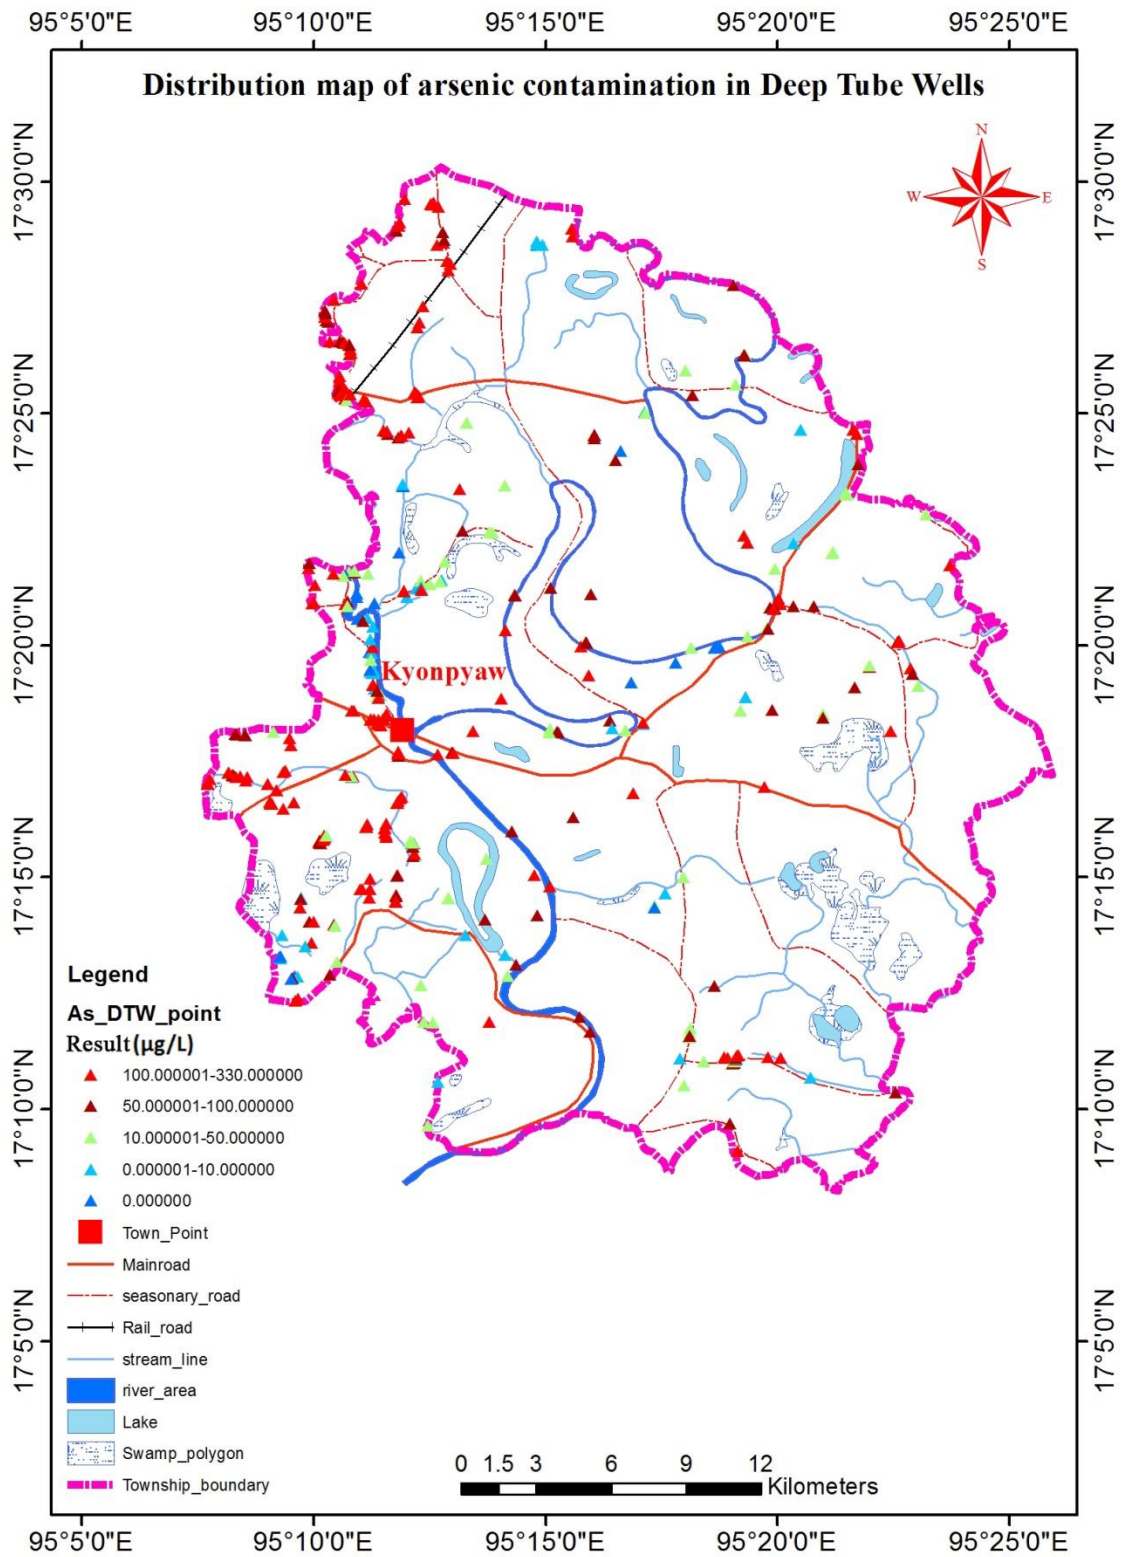 95°5'0"E 95°10'0"E 95°15'0"E 95°20'0"E 95°25'0"E
Distribution map of arsenic contamination in Deep Tube Wells
N
W E
S
17°30'0"N 17°30'0"N
17°25'0"N 17°25'0"N
17°20'0"N 17°20'0"N
Kyonpyaw
17°15'0"N 17°15'0"N
17°10'0"N 17°10'0"N
17°5'0"N 17°5'0"N
Legend
As_DTW_point
Result (µg/L)
100.000001-330.000000
50.000001-100.000000
10.000001-50.000000
0.000001-10.000000
0.000000
Town_Point
Mainroad
seasonary_road
Rail_road
stream_line
river_area
Lake
Swamp_polygon
Township_boundary
0 1.5 3 6 9 12
Kilometers
95°5'0"E 95°10'0"E 95°15'0"E 95°20'0"E 95°25'0"E